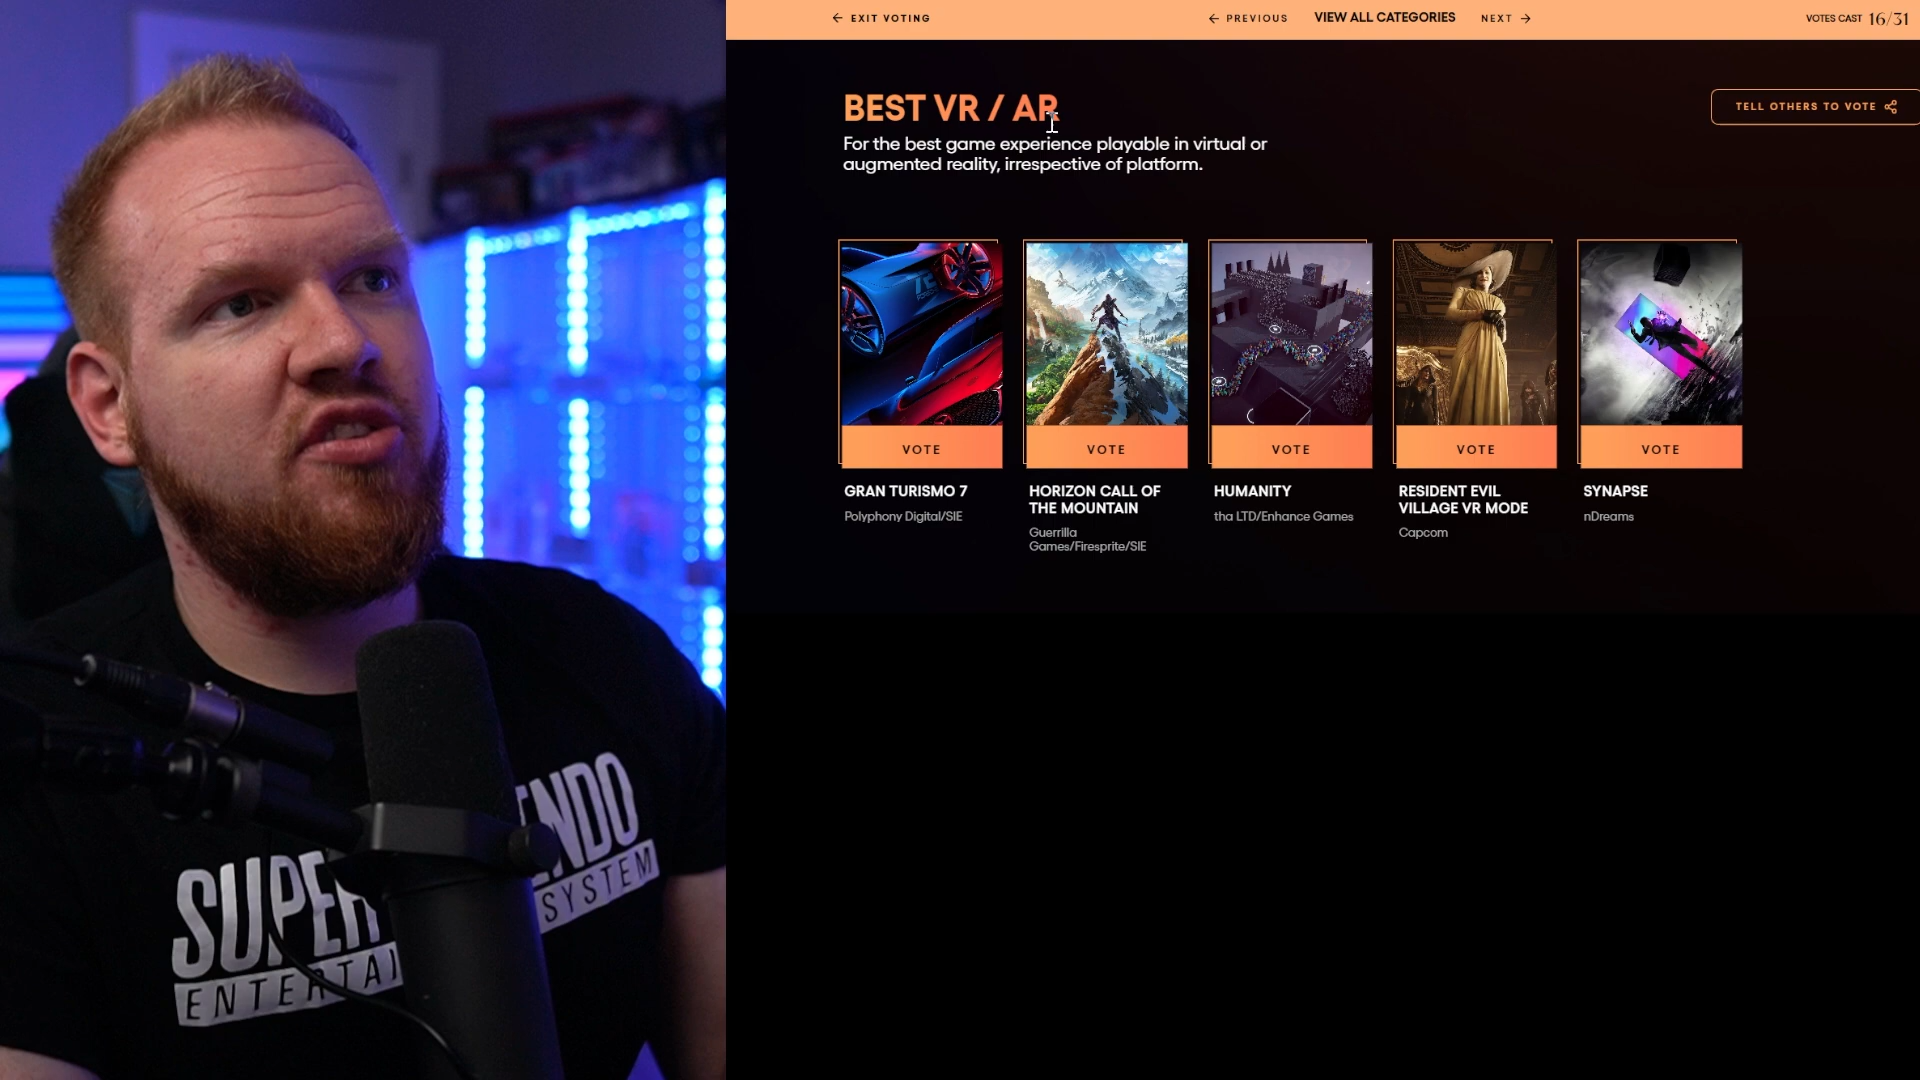 EXIT VOTING
PREVIOUS
VIEW ALL CATEGORIES
NEXT
VOTES CAST 16/31
BEST VR / AR
For the best game experience playable in virtual or
augmented reality, irrespective of platform.
TELL OTHERS TO VOTE
VOTE
VOTE
VOTE
VOTE
VOTE
GRAN TURISMO 7
Polyphony Digital/SIE
HORIZON CALL OF
THE MOUNTAIN
Guerrilla
Games/Firesprite/SIE
HUMANITY
tha LTD/Enhance Games
RESIDENT EVIL
VILLAGE VR MODE
Capcom
SYNAPSE
nDreams
SUPER ENDO
ENTERTAI SYSTEM